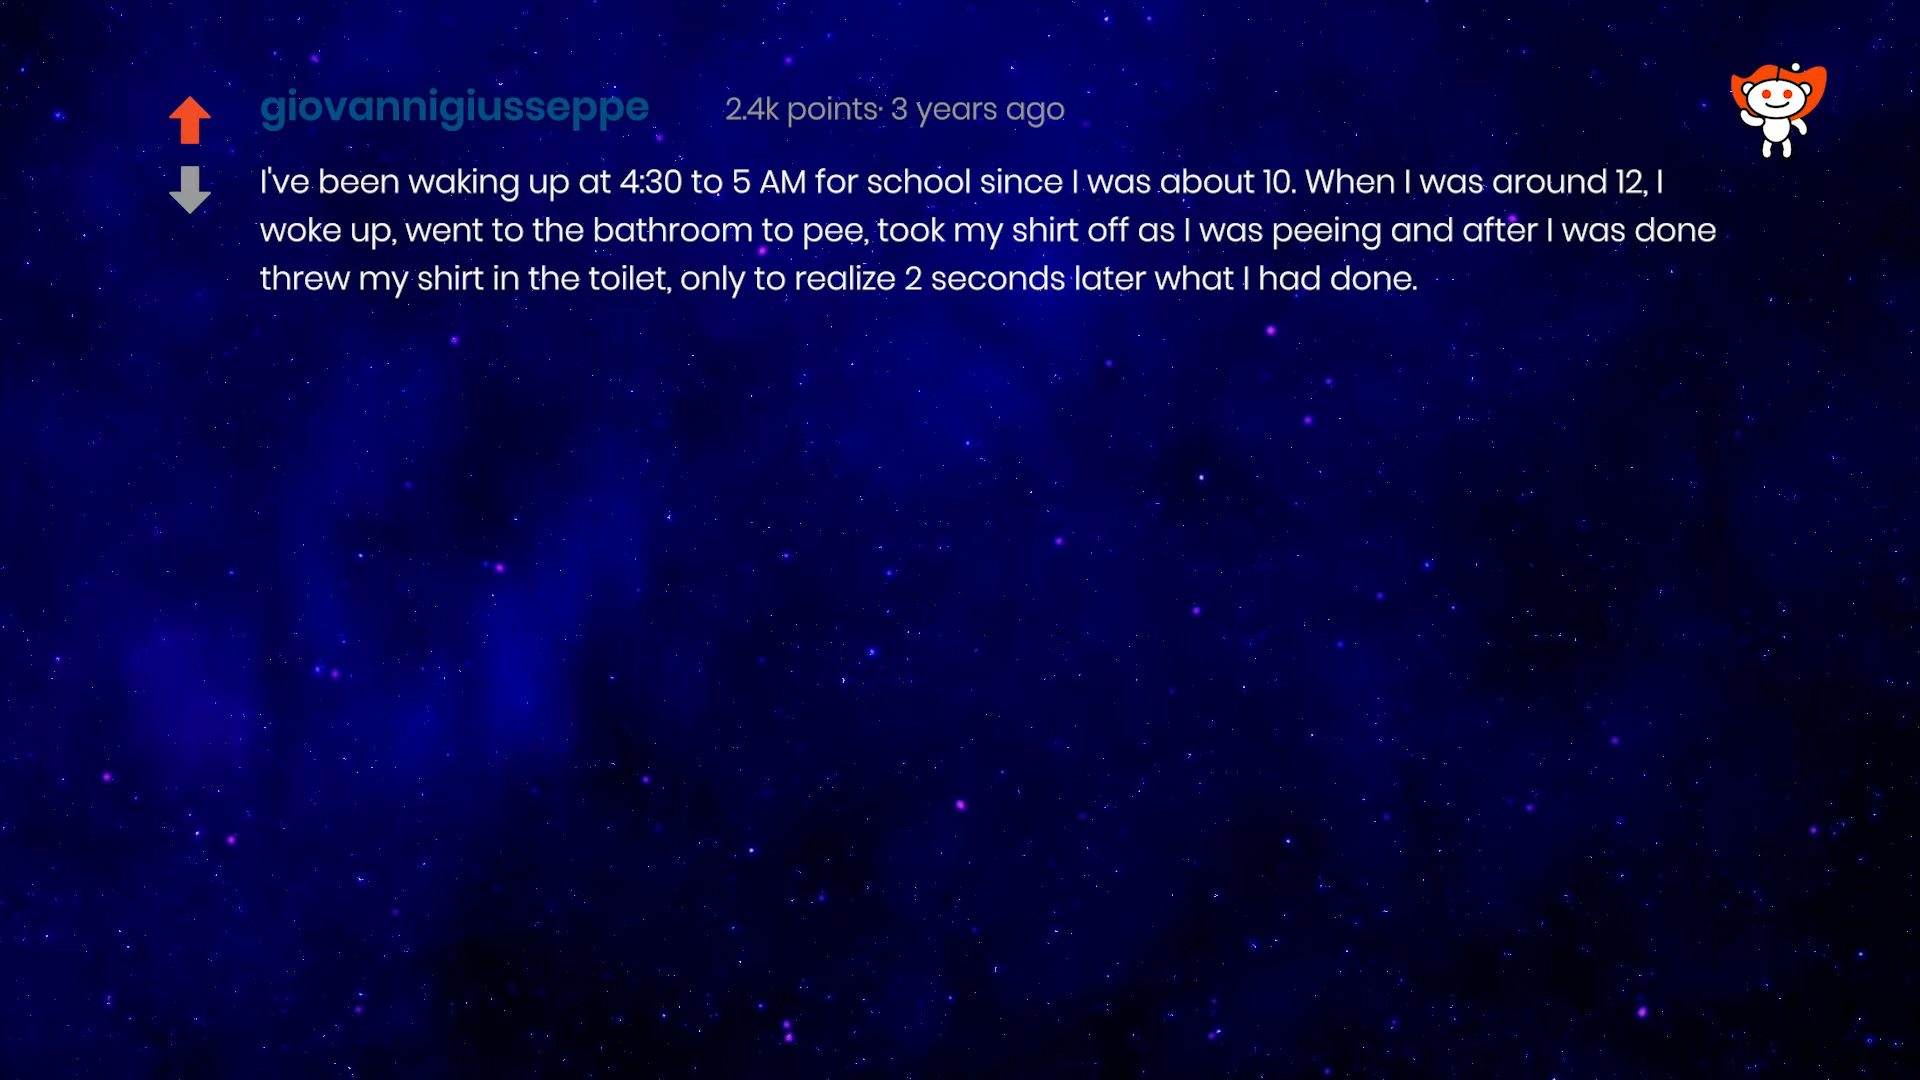 giovannigiusseppe 2.4k points· 3 years ago
I've been waking up at 4:30 to 5 AM for school since I was about 10. When I was around 12, I
woke up, went to the bathroom to pee, took my shirt off as I was peeing and after I was done
threw my shirt in the toilet, only to realize 2 seconds later what I had done.